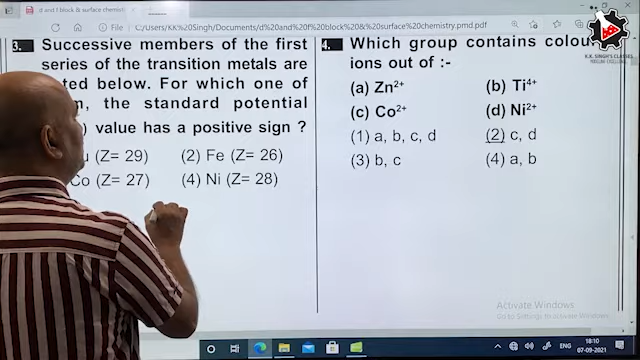 d and f block & surface chemistr
File
C:/Users/KK%20Singh/Documents/d%20and%20f%20block%20&%20surface%20chemistry.pmd.pdf
K.K. SINGH'S CLASSES
3. Successive members of the first
series of the transition metals are
ted below. For which one of
m, the standard potential
) value has a positive sign ?
u (Z= 29) (2) Fe (Z= 26)
Co (Z= 27) (4) Ni (Z= 28)
4. Which group contains colou
ions out of :-
(a) Zn²⁺ (b) Ti⁴⁺
(c) Co²⁺ (d) Ni²⁺
(1) a, b, c, d (2) c, d
(3) b, c (4) a, b
Activate Windows
Go to Settings to activate Windows
ENG
18:10
07-09-2021